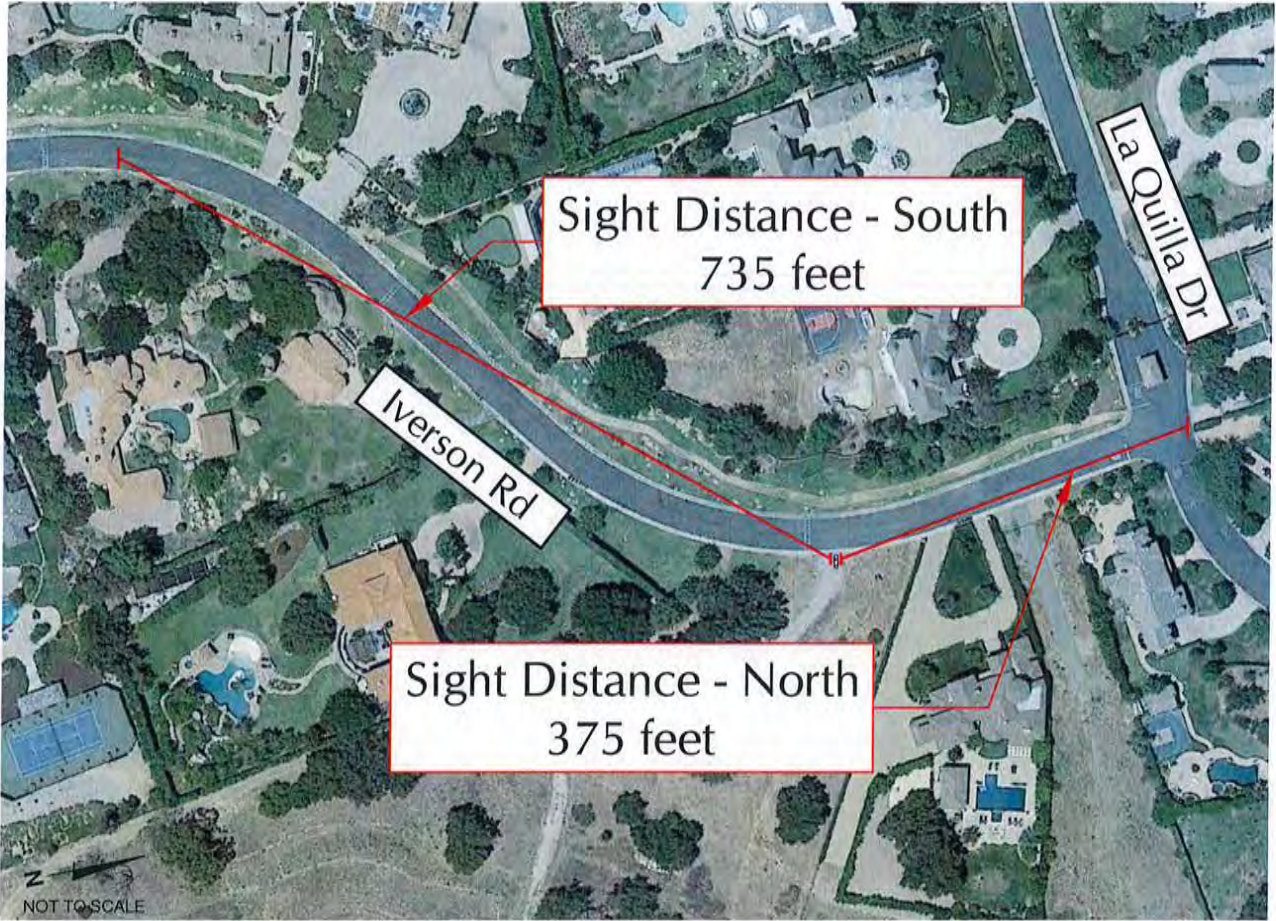 La Quilla Dr
Sight Distance - South
735 feet
Iverson Rd
Sight Distance - North
375 feet
N
NOT TO SCALE